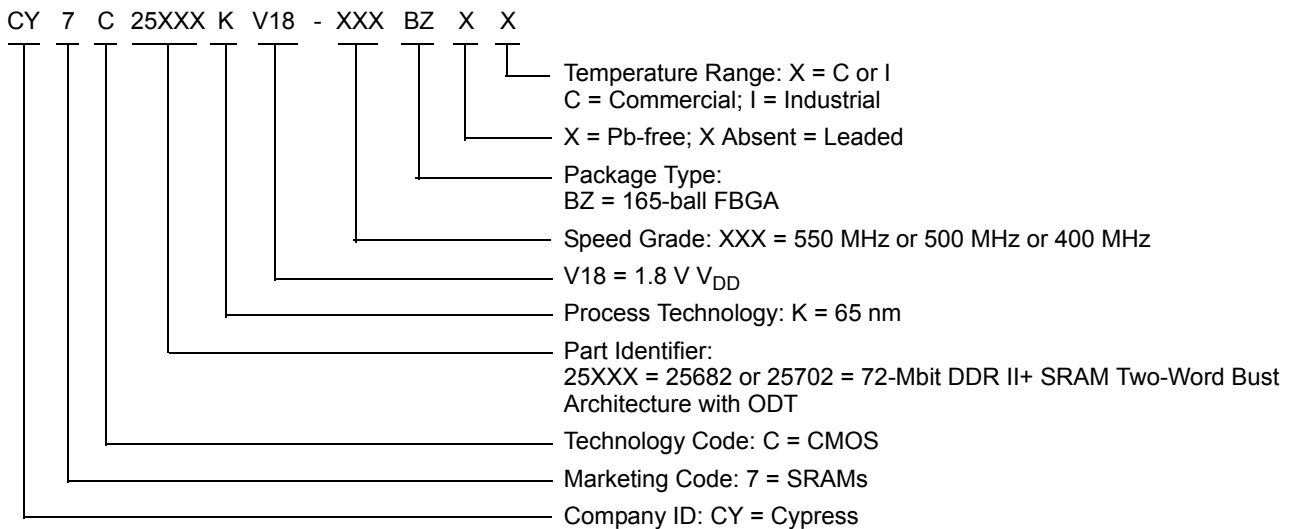 CY 7 C 25XXX K V18 - XXX BZ X X
Temperature Range: X = C or I
C = Commercial; I = Industrial
X = Pb-free; X Absent = Leaded
Package Type:
BZ = 165-ball FBGA
Speed Grade: XXX = 550 MHz or 500 MHz or 400 MHz
V18 = 1.8 V VDD
Process Technology: K = 65 nm
Part Identifier:
25XXX = 25682 or 25702 = 72-Mbit DDR II+ SRAM Two-Word Bust
Architecture with ODT
Technology Code: C = CMOS
Marketing Code: 7 = SRAMs
Company ID: CY = Cypress